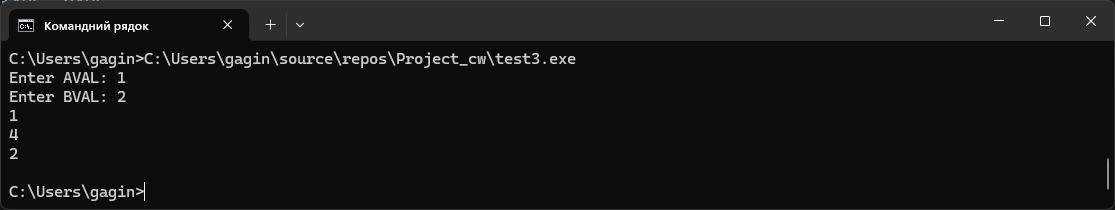 Командний рядок
C:\Users\gagin>C:\Users\gagin\source\repos\Project_cw\test3.exe
Enter AVAL: 1
Enter BVAL: 2
1
4
2
C:\Users\gagin>